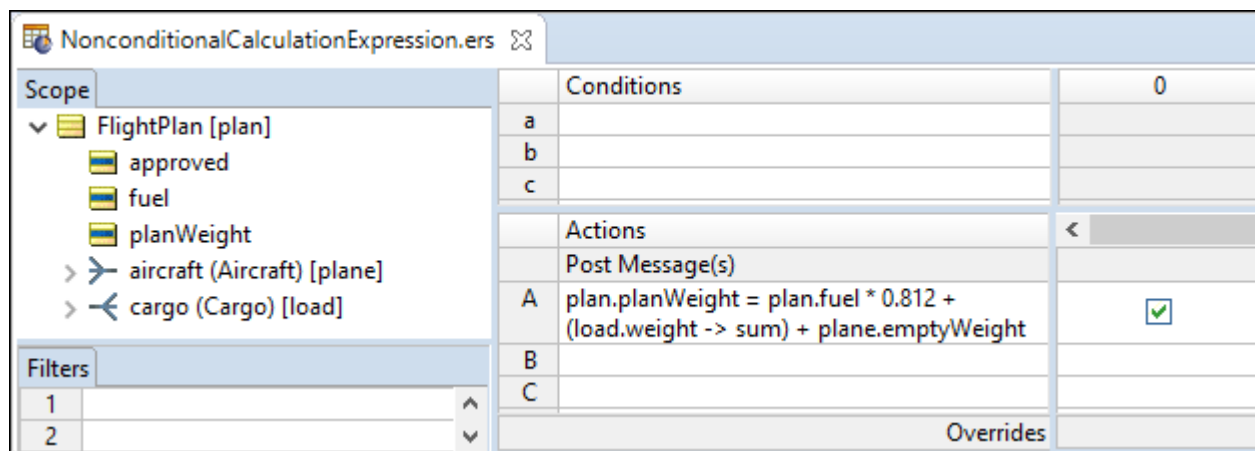 NonconditionalCalculationExpression.ers
Scope
FlightPlan [plan]
approved
fuel
planWeight
aircraft (Aircraft) [plane]
cargo (Cargo) [load]
Filters
1
2
Conditions
0
a
b
c
Actions
<
Post Message(s)
A
plan.planWeight = plan.fuel * 0.812 +
(load.weight -> sum) + plane.emptyWeight
B
C
Overrides